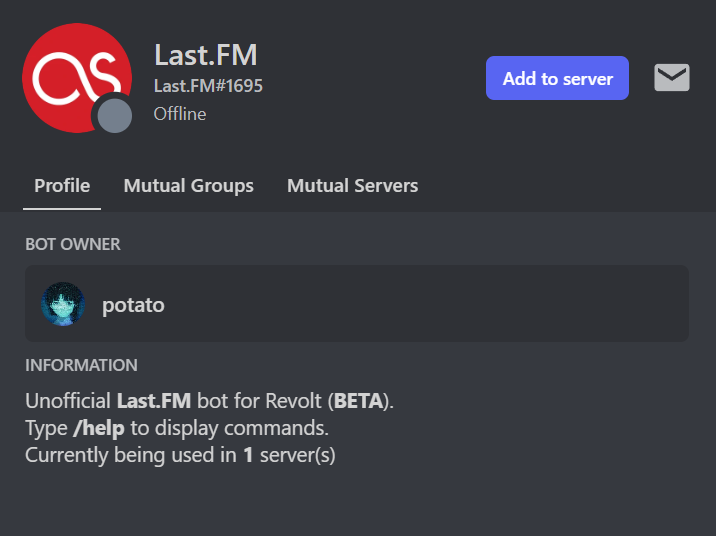 Last.FM
Last.FM#1695
Offline
Add to server
Profile Mutual Groups Mutual Servers
BOT OWNER
potato
INFORMATION
Unofficial Last.FM bot for Revolt (BETA).
Type /help to display commands.
Currently being used in 1 server(s)